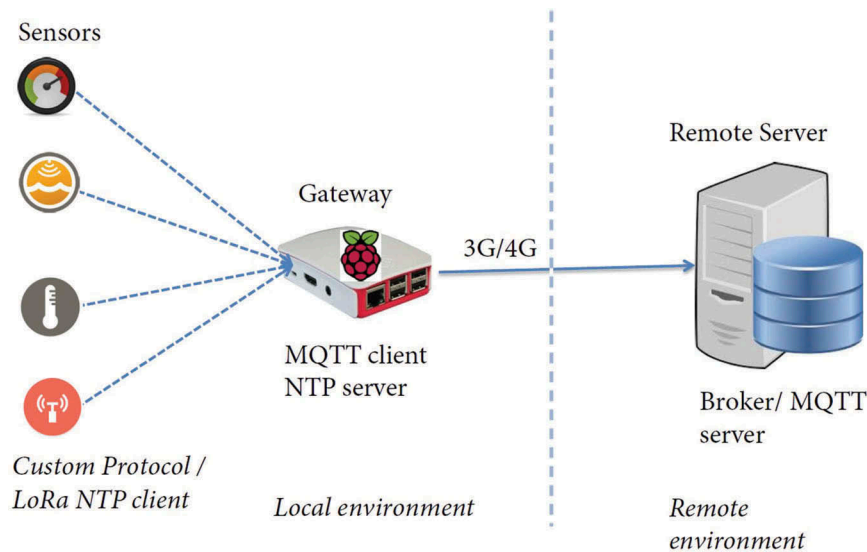 Sensors
Remote Server
Gateway
3G/4G
MQTT client
NTP server
Broker/ MQTT
server
Custom Protocol /
LoRa NTP client
Local environment
Remote
environment